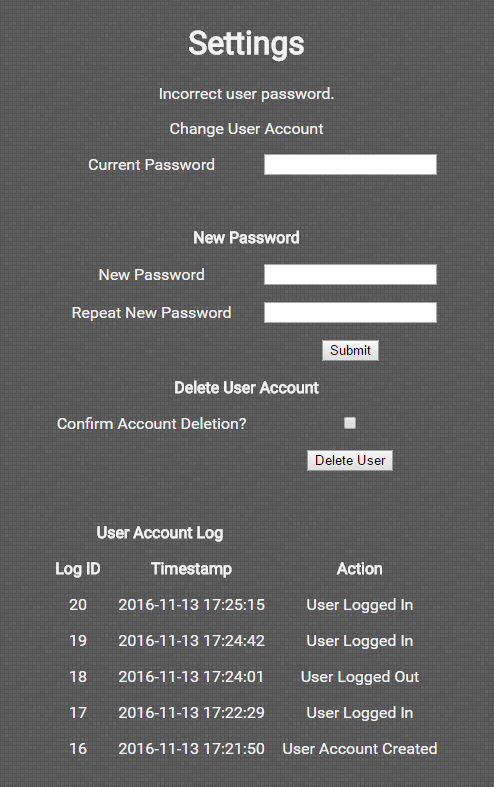 Settings
Incorrect user password.
Change User Account
Current Password
New Password
New Password
Repeat New Password
Submit
Delete User Account
Confirm Account Deletion?
Delete User
User Account Log
Log ID Timestamp Action
20 2016-11-13 17:25:15 User Logged In
19 2016-11-13 17:24:42 User Logged In
18 2016-11-13 17:24:01 User Logged Out
17 2016-11-13 17:22:29 User Logged In
16 2016-11-13 17:21:50 User Account Created